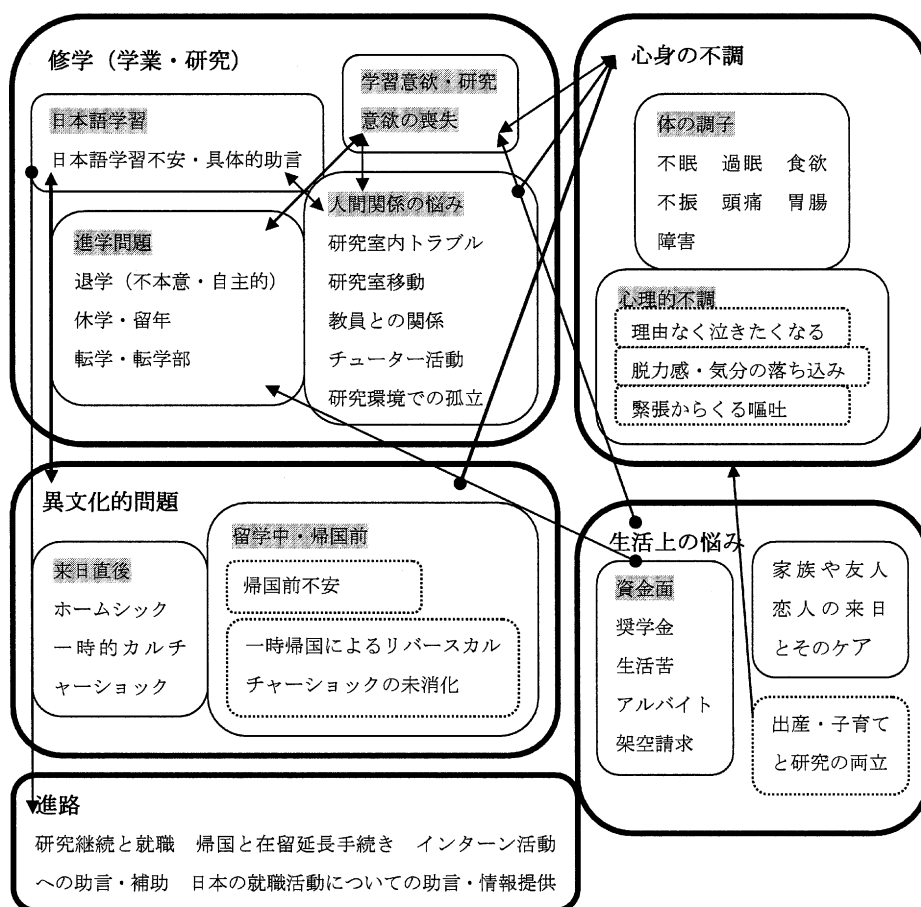 修学（学業・研究）
学習意欲・研究
意欲の喪失
日本語学習
日本語学習不安・具体的助言
進学問題
退学（不本意・自主的）
休学・留年
転学・転学部
人間関係の悩み
研究室内トラブル
研究室移動
教員との関係
チューター活動
研究環境での孤立
心身の不調
体の調子
不眠　過眠　食欲
不振　頭痛　胃腸
障害
心理的不調
理由なく泣きたくなる
脱力感・気分の落ち込み
緊張からくる嘔吐
異文化的問題
来日直後
ホームシック
一時的カルチ
ャーショック
留学中・帰国前
帰国前不安
一時帰国によるリバースカル
チャーショックの未消化
生活上の悩み
資金面
奨学金
生活苦
アルバイト
架空請求
家族や友人
恋人の来日
とそのケア
出産・子育て
と研究の両立
進路
研究継続と就職　帰国と在留延長手続き　インターン活動
への助言・補助　日本の就職活動についての助言・情報提供